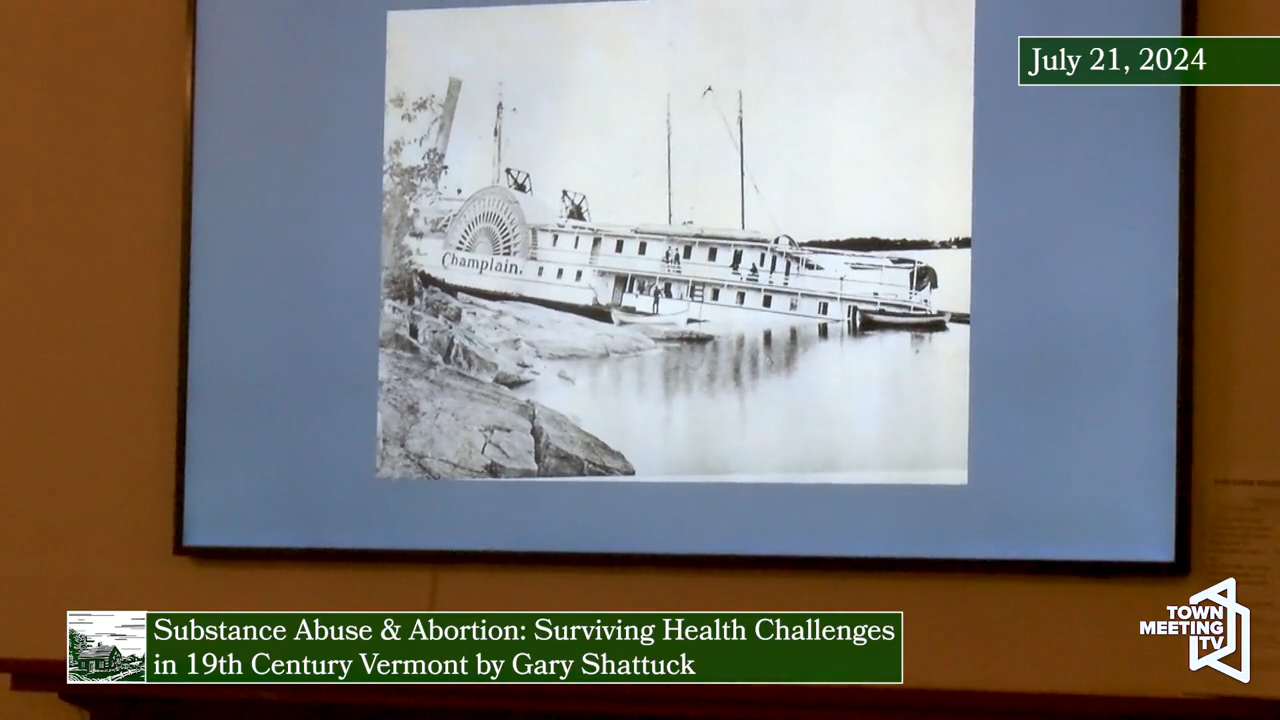 July 21, 2024
Champlain.
Substance Abuse & Abortion: Surviving Health Challenges
in 19th Century Vermont by Gary Shattuck
TOWN
MEETING
TV